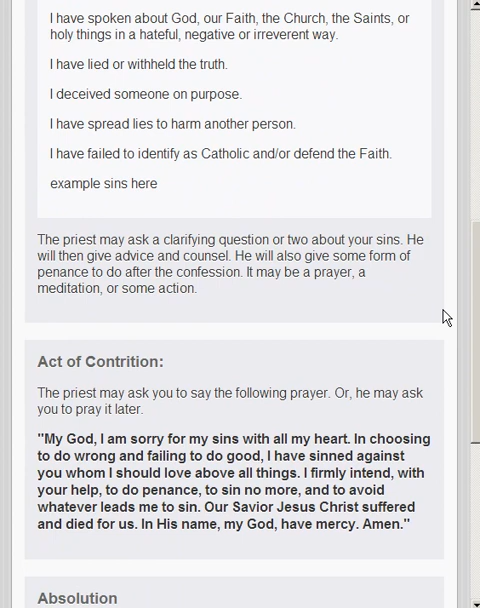 I have spoken about God, our Faith, the Church, the Saints, or
holy things in a hateful, negative or irreverent way.
I have lied or withheld the truth.
I deceived someone on purpose.
I have spread lies to harm another person.
I have failed to identify as Catholic and/or defend the Faith.
example sins here
The priest may ask a clarifying question or two about your sins. He
will then give advice and counsel. He will also give some form of
penance to do after the confession. It may be a prayer, a
meditation, or some action.
Act of Contrition:
The priest may ask you to say the following prayer. Or, he may ask
you to pray it later.
"My God, I am sorry for my sins with all my heart. In choosing
to do wrong and failing to do good, I have sinned against
you whom I should love above all things. I firmly intend, with
your help, to do penance, to sin no more, and to avoid
whatever leads me to sin. Our Savior Jesus Christ suffered
and died for us. In His name, my God, have mercy. Amen."
Absolution